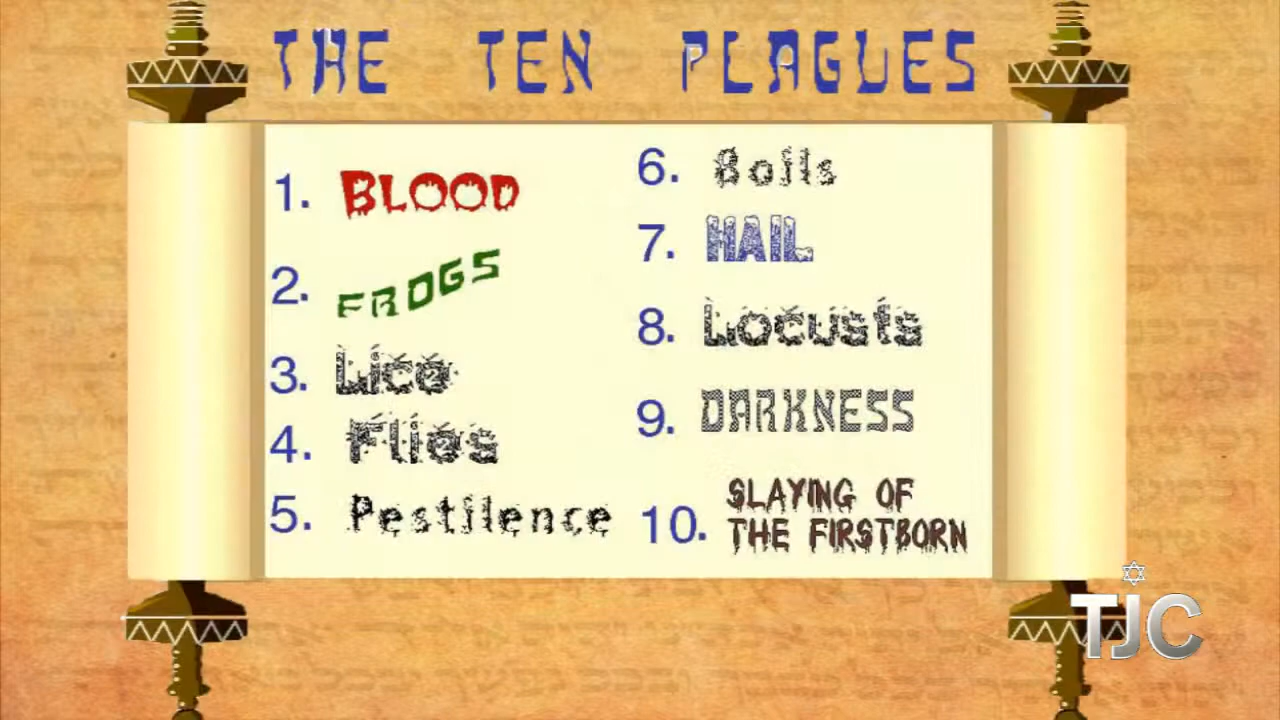 THE TEN PLAGUES
1. BLOOD
2. FROGS
3. Lice
4. Flies
5. Pestilence
6. Boils
7. HAIL
8. Locusts
9. DARKNESS
10. SLAYING OF
THE FIRSTBORN
TJC